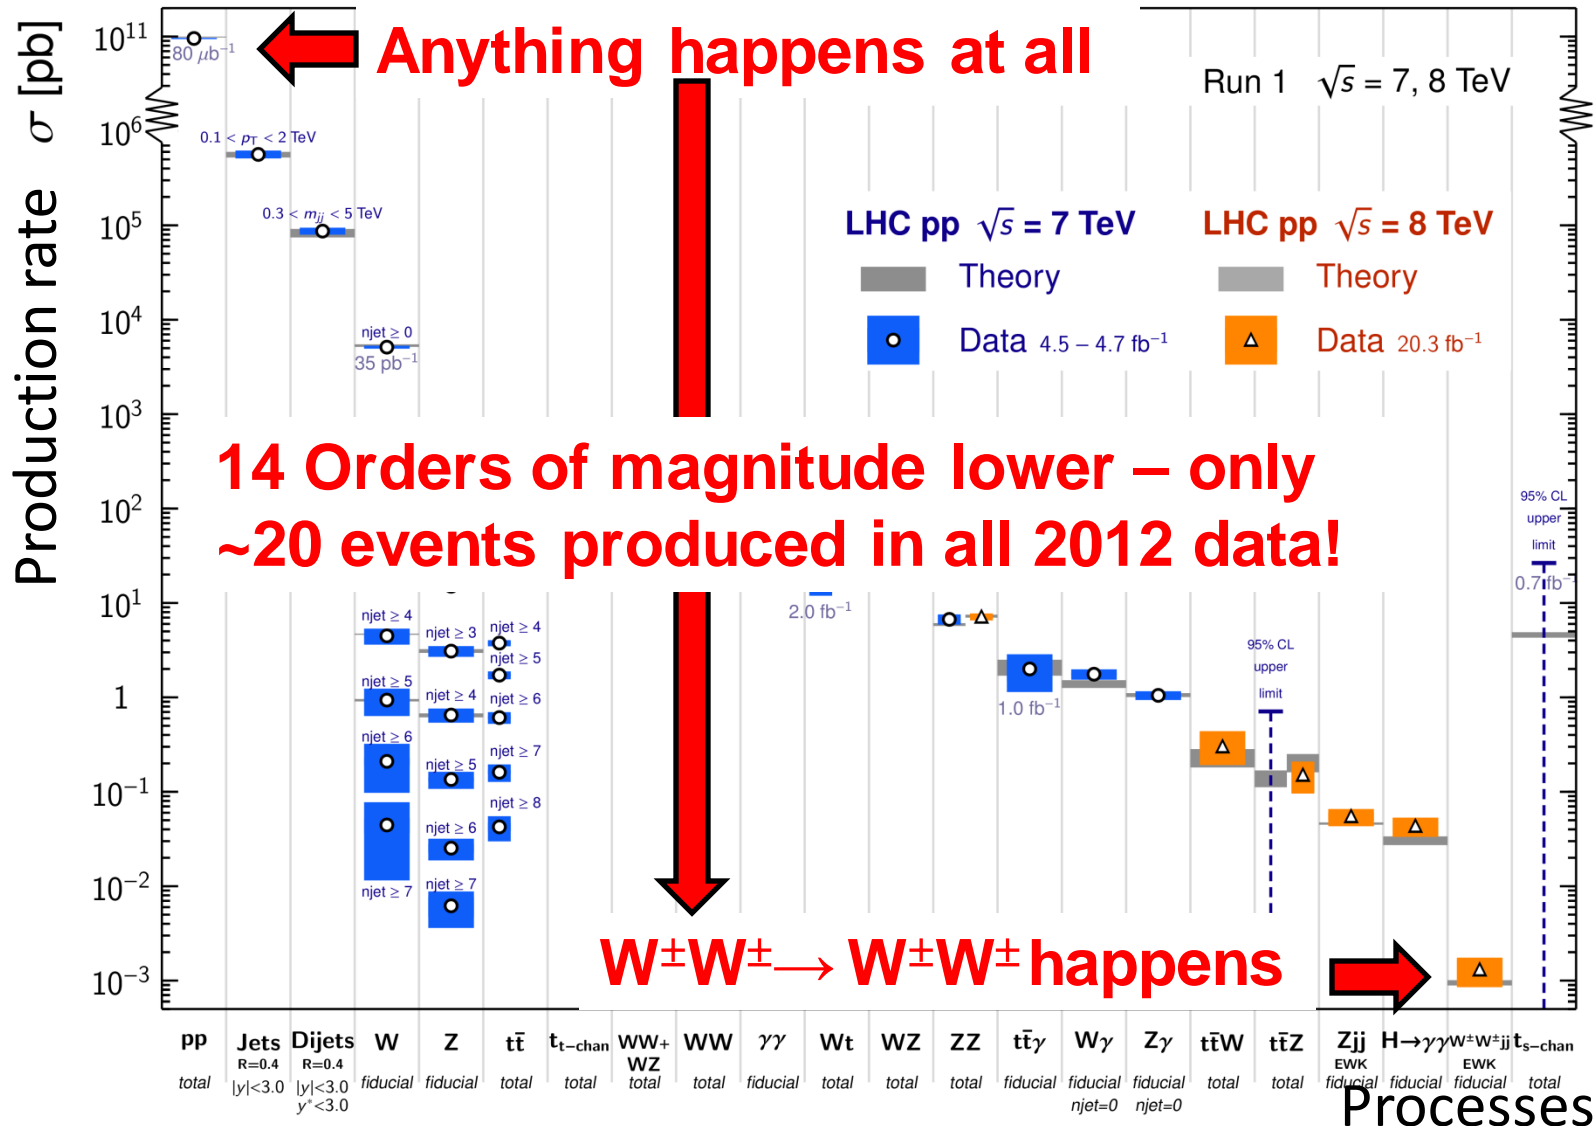 Production rate σ [pb]
10¹¹
10⁶
10⁵
10⁴
10³
10²
10¹
1
10⁻¹
10⁻²
10⁻³
Anything happens at all
Run 1 √s = 7, 8 TeV
80 μb⁻¹
0.1 < pT < 2 TeV
0.3 < mjj < 5 TeV
njet ≥ 0
35 pb⁻¹
LHC pp √s = 7 TeV
Theory
Data 4.5 – 4.7 fb⁻¹
LHC pp √s = 8 TeV
Theory
Data 20.3 fb⁻¹
14 Orders of magnitude lower – only
~20 events produced in all 2012 data!
95% CL
upper
limit
0.7 fb⁻¹
njet ≥ 4
njet ≥ 5
njet ≥ 6
njet ≥ 7
njet ≥ 3
njet ≥ 4
njet ≥ 5
njet ≥ 6
njet ≥ 7
njet ≥ 4
njet ≥ 5
njet ≥ 6
njet ≥ 7
njet ≥ 8
2.0 fb⁻¹
1.0 fb⁻¹
95% CL
upper
limit
W±W± → W±W± happens
pp
total
Jets
R=0.4
|y|<3.0
Dijets
R=0.4
|y|<3.0
y*<3.0
W
fiducial
Z
fiducial
tt̄
total
tt−chan
total
WW+
WZ
total
WW
total
γγ
fiducial
Wt
total
WZ
total
ZZ
total
tt̄γ
fiducial
Wγ
fiducial
njet=0
Zγ
fiducial
njet=0
tt̄W
total
tt̄Z
total
Zjj
EWK
fiducial
H→γγ
fiducial
W±W±jj
EWK
fiducial
ts−chan
total
Processes